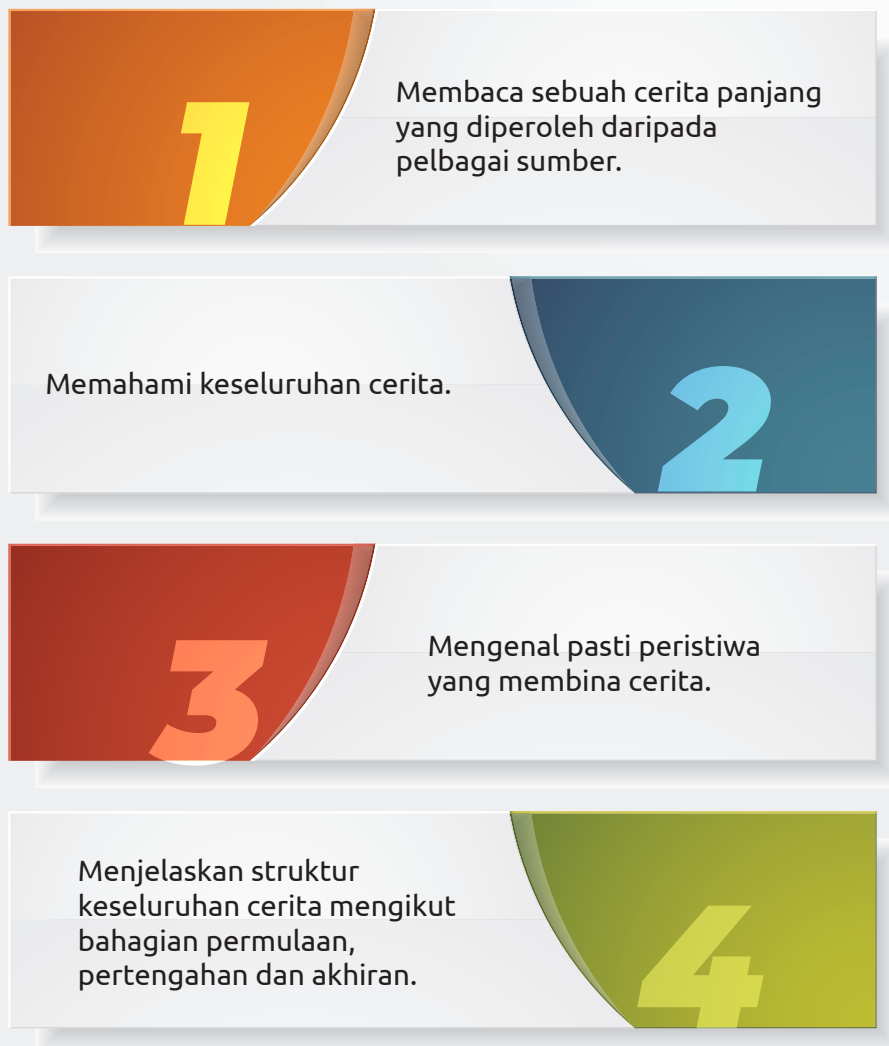 1
Membaca sebuah cerita panjang
yang diperoleh daripada
pelbagai sumber.
Memahami keseluruhan cerita.
2
3
Mengenal pasti peristiwa
yang membina cerita.
Menjelaskan struktur
keseluruhan cerita mengikut
bahagian permulaan,
pertengahan dan akhiran.
4